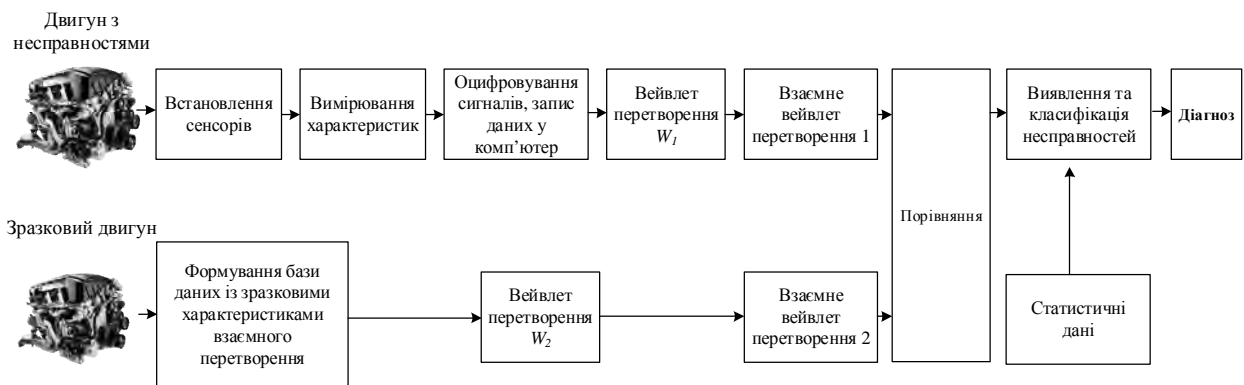 Двигун з
несправностями
Встановлення
сенсорів
Вимірювання
характеристик
Оцифровування
сигналів, запис
даних у
комп’ютер
Вейвлет
перетворення
W1
Взаємне
вейвлет
перетворення 1
Порівняння
Виявлення та
класифікація
несправностей
Діагноз
Зразковий двигун
Формування бази
даних із зразковими
характеристиками
взаємного
перетворення
Вейвлет
перетворення
W2
Взаємне
вейвлет
перетворення 2
Статистичні
дані